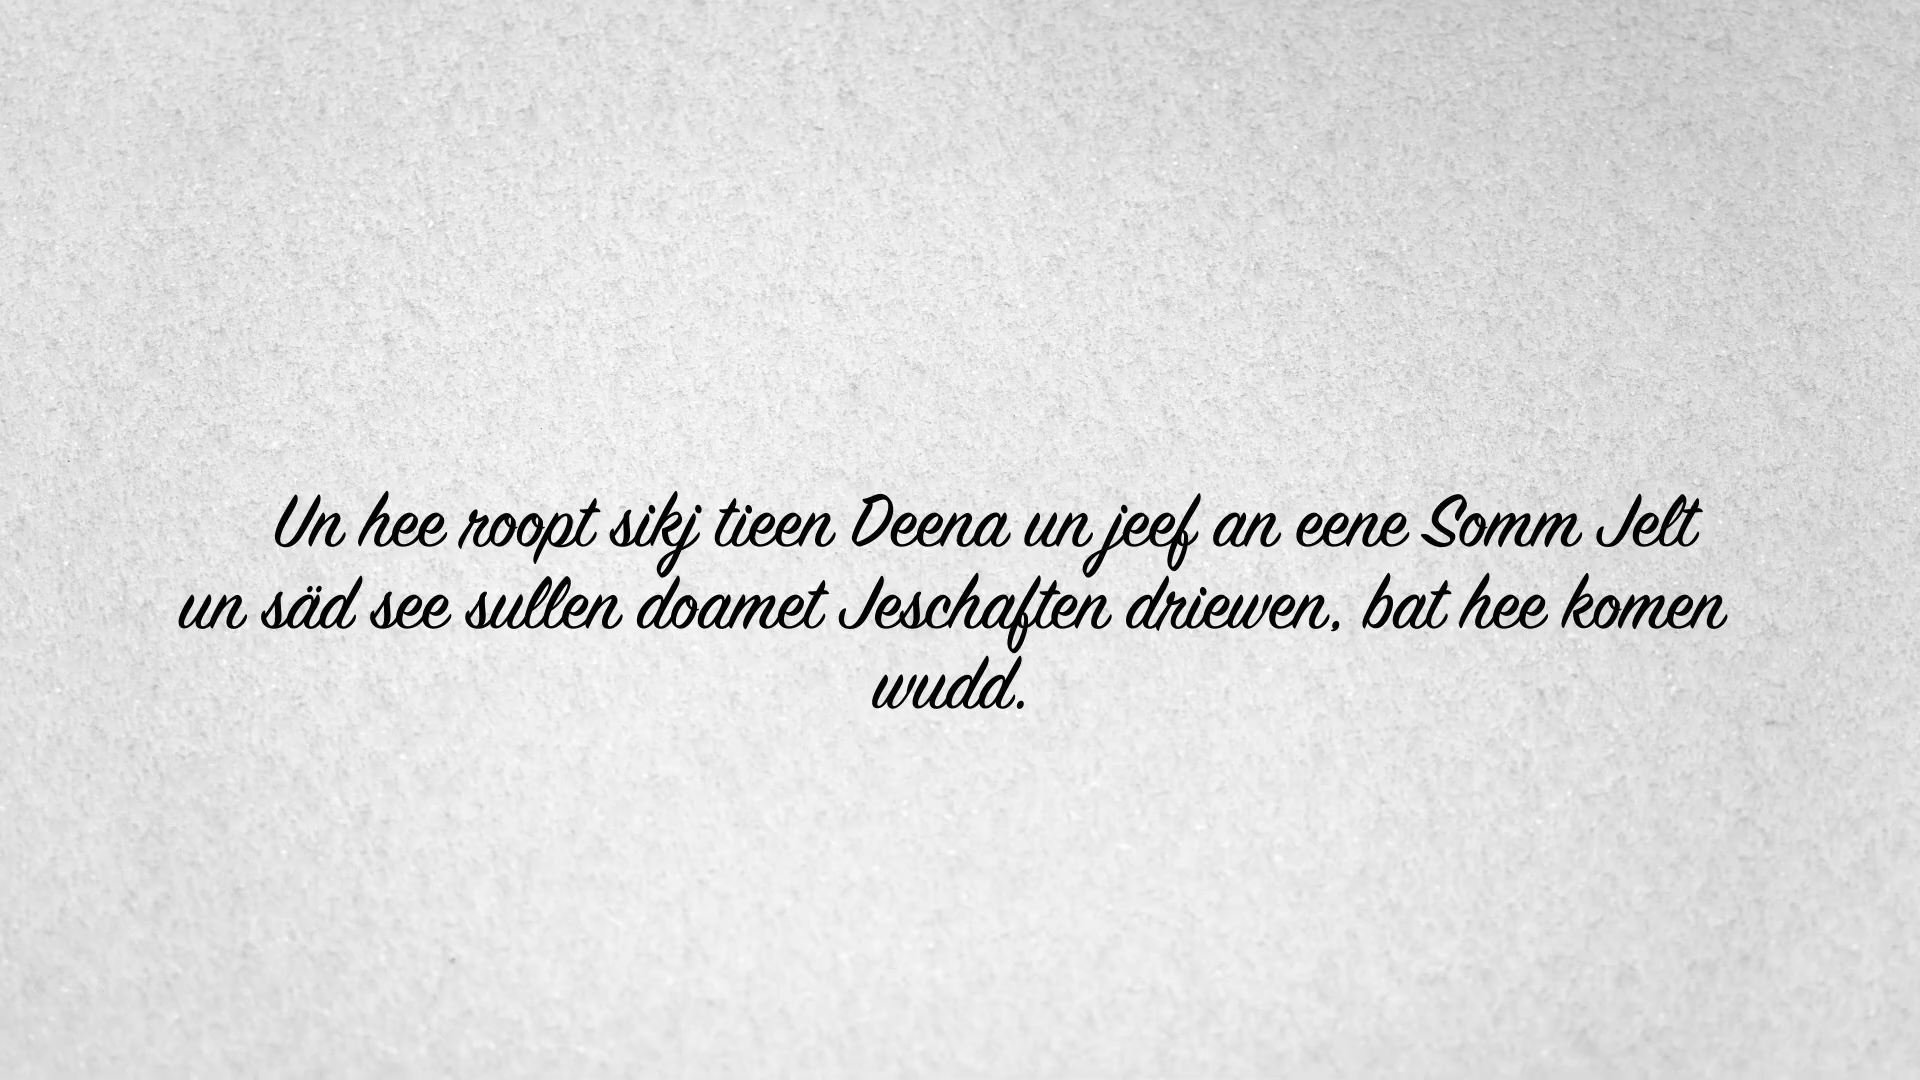 Un hee roopt sikj tieen Deena un jeef an eene Somm Jelt
un säd see sullen doamet Jeschaften driewen, bat hee komen
wudd.